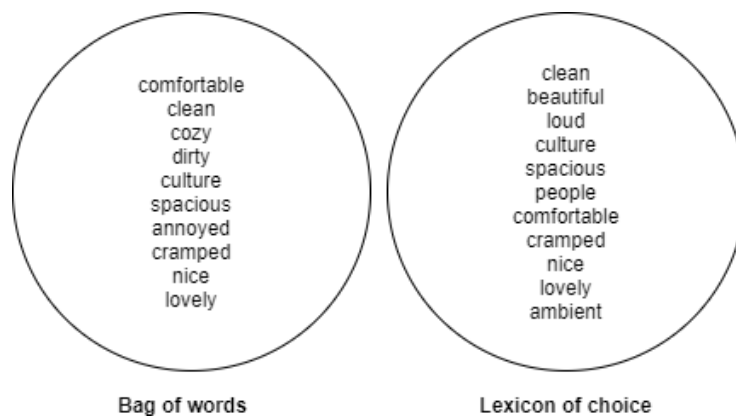 comfortable
clean
cozy
dirty
culture
spacious
annoyed
cramped
nice
lovely
Bag of words
clean
beautiful
loud
culture
spacious
people
comfortable
cramped
nice
lovely
ambient
Lexicon of choice